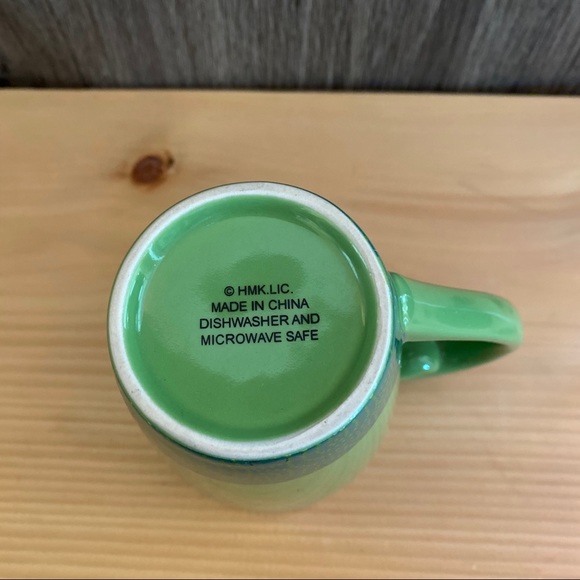 © HMK.LIC.
MADE IN CHINA
DISHWASHER AND
MICROWAVE SAFE